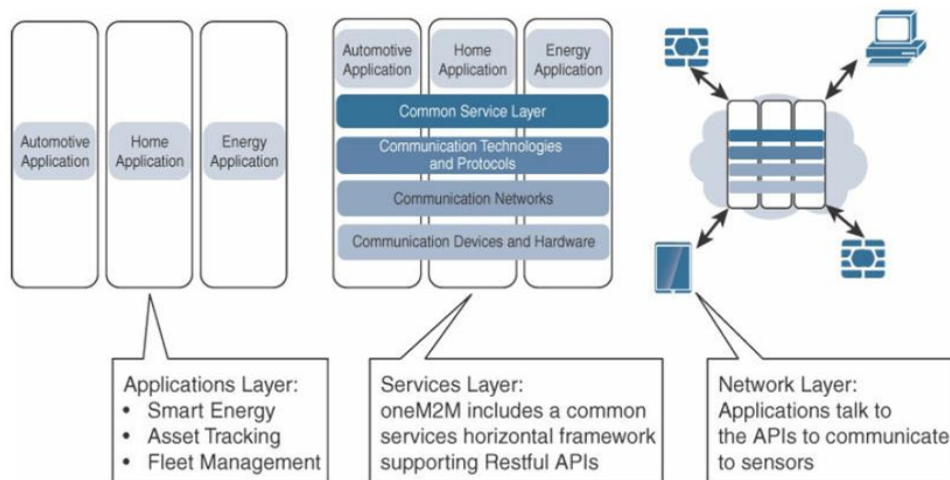 Automotive
Application
Home
Application
Energy
Application
Automotive
Application
Home
Application
Energy
Application
Common Service Layer
Communication Technologies
and Protocols
Communication Networks
Communication Devices and Hardware
Applications Layer:
• Smart Energy
• Asset Tracking
• Fleet Management
Services Layer:
oneM2M includes a common
services horizontal framework
supporting Restful APIs
Network Layer:
Applications talk to
the APIs to communicate
to sensors